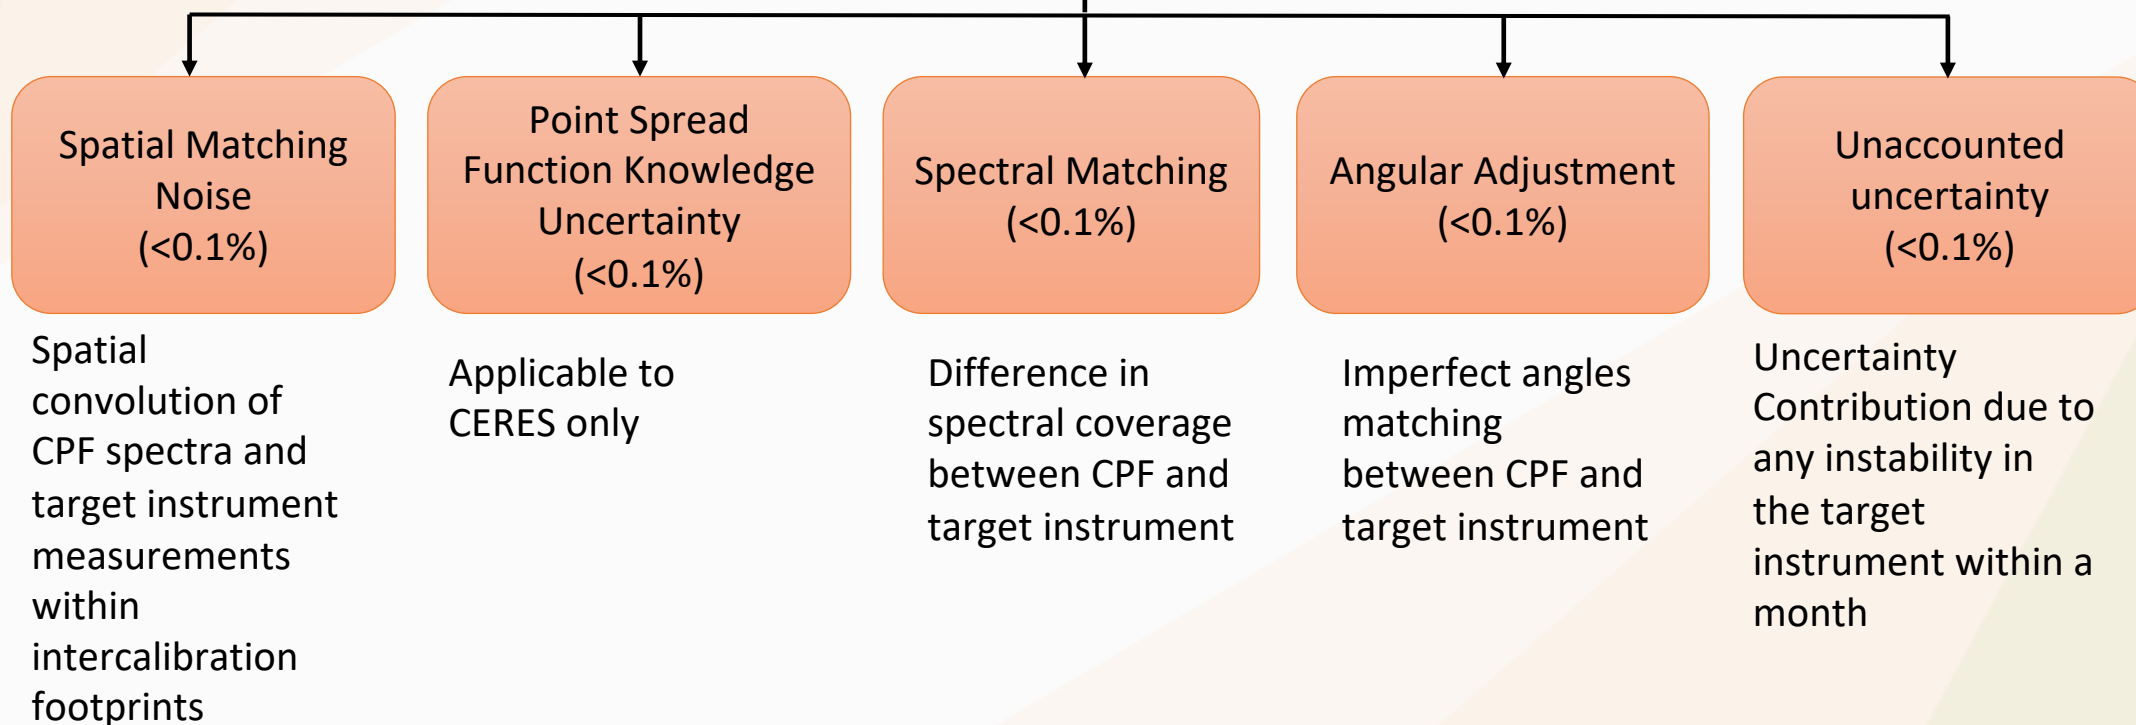 Spatial Matching
Noise
(<0.1%)
Point Spread
Function Knowledge
Uncertainty
(<0.1%)
Spectral Matching
(<0.1%)
Angular Adjustment
(<0.1%)
Unaccounted
uncertainty
(<0.1%)
Spatial
convolution of
CPF spectra and
target instrument
measurements
within
intercalibration
footprints
Applicable to
CERES only
Difference in
spectral coverage
between CPF and
target instrument
Imperfect angles
matching
between CPF and
target instrument
Uncertainty
Contribution due to
any instability in
the target
instrument within a
month